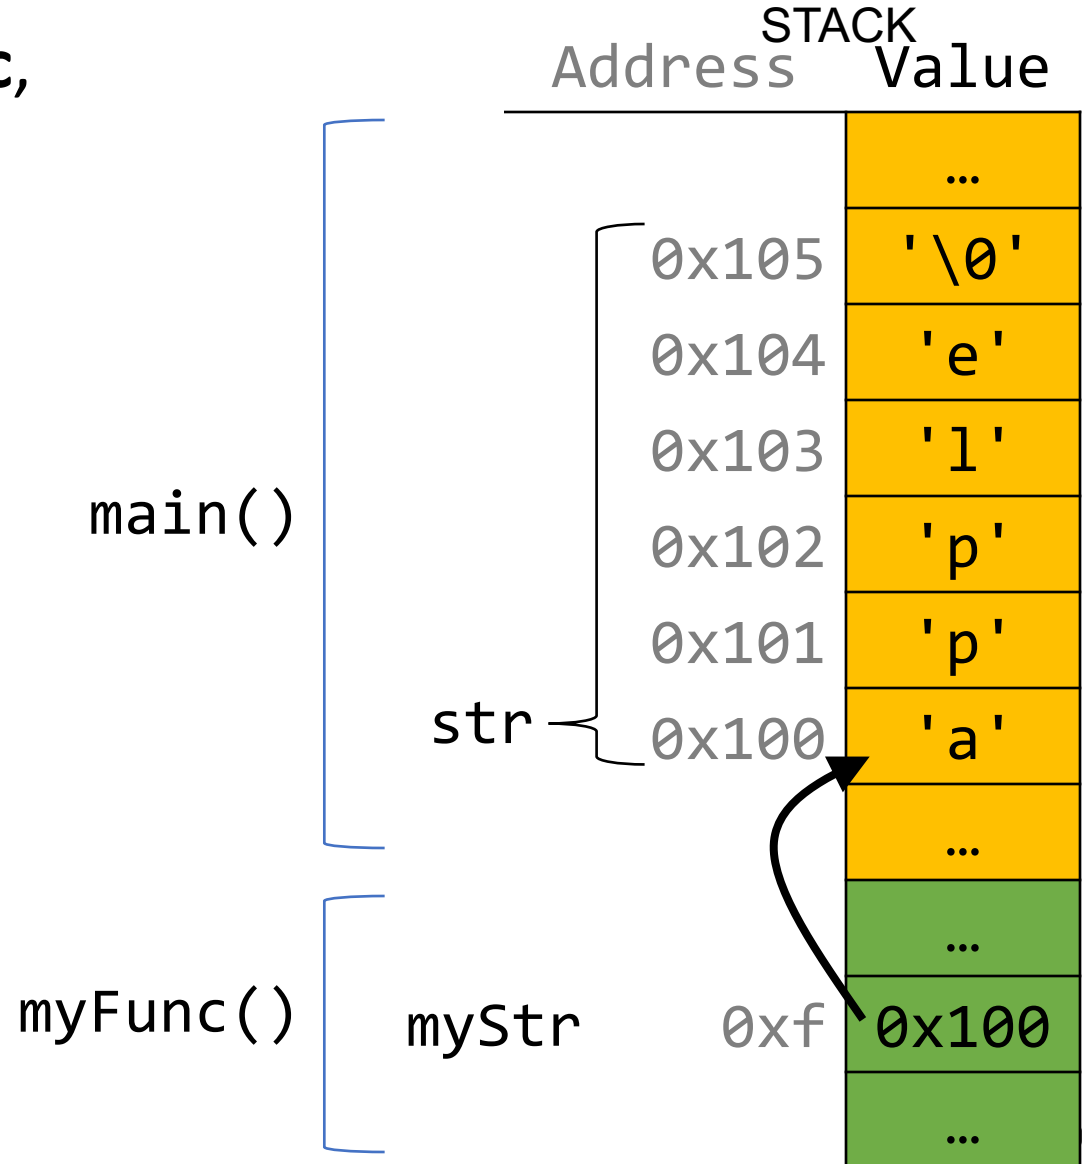 STACK
c,
Address Value
…
0x105 '\0'
0x104 'e'
0x103 'l'
main()
0x102 'p'
0x101 'p'
str
0x100 'a'
…
…
myFunc()
myStr 0xf 0x100
…